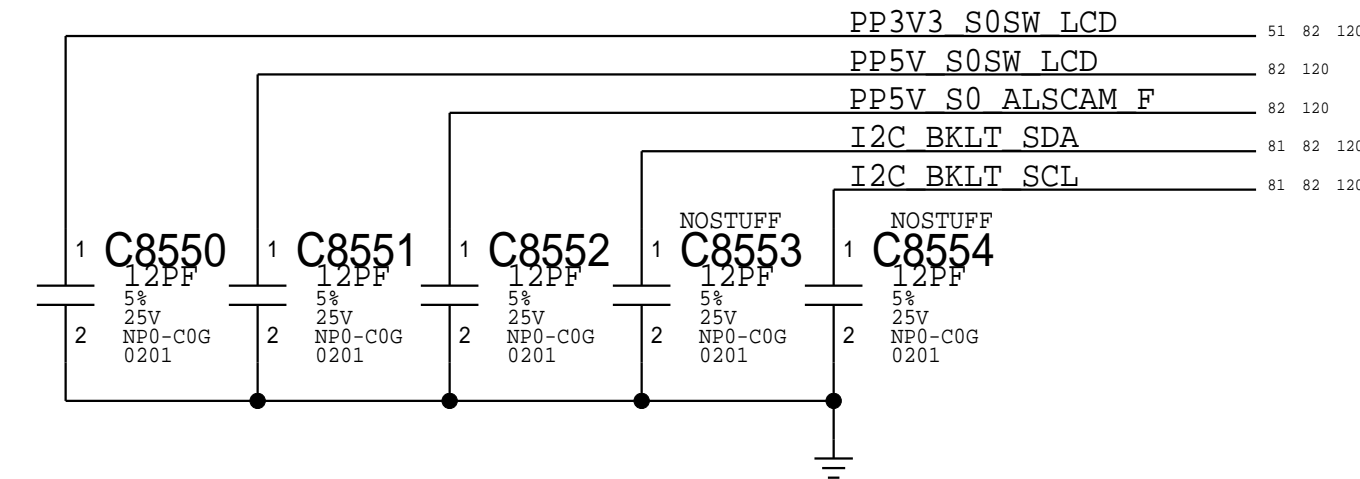 PP3V3_S0SW_LCD 51 82 120
PP5V_S0SW_LCD 82 120
PP5V_S0_ALSCAM_F 82 120
I2C_BKLT_SDA 81 82 120
I2C_BKLT_SCL 81 82 120
NOSTUFF NOSTUFF
1 C8550 1 C8551 1 C8552 1 C8553 1 C8554
12PF 12PF 12PF 12PF 12PF
5% 5% 5% 5% 5%
25V 25V 25V 25V 25V
2 NP0-C0G 2 NP0-C0G 2 NP0-C0G 2 NP0-C0G 2 NP0-C0G
0201 0201 0201 0201 0201